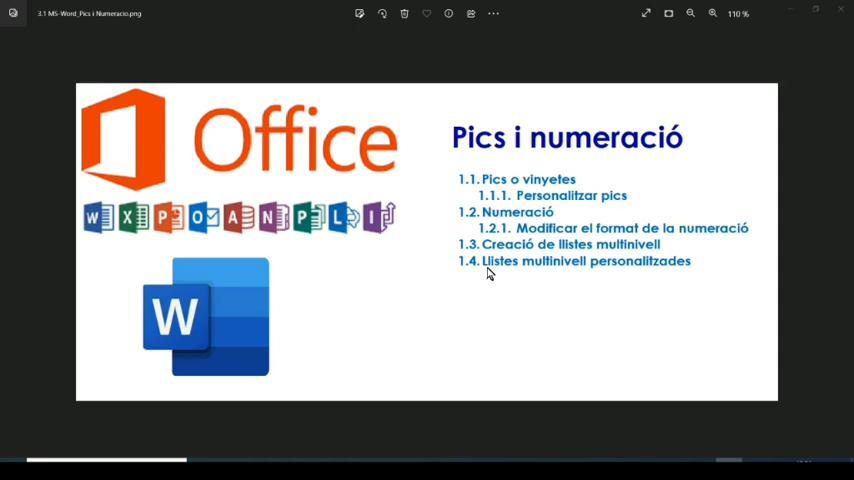 3.1 MS-Word_Pics i Numeracio.png
110 %
Office
W X P O A N P L I
W
Pics i numeració
1.1. Pics o vinyetes
1.1.1. Personalitzar pics
1.2. Numeració
1.2.1. Modificar el format de la numeració
1.3. Creació de llistes multinivell
1.4. Llistes multinivell personalitzades